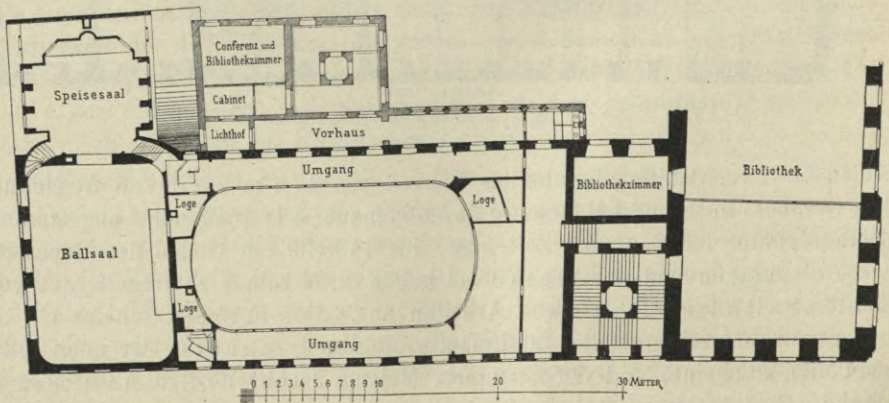 Conferenz und
Bibliothekzimmer
Speisesaal
Cabinet
Lichthof
Vorhaus
Umgang
Bibliothek
Loge
Loge
Bibliothekzimmer
Ballsaal
Loge
Umgang
0 1 2 3 4 5 6 7 8 9 10 20 30 METER